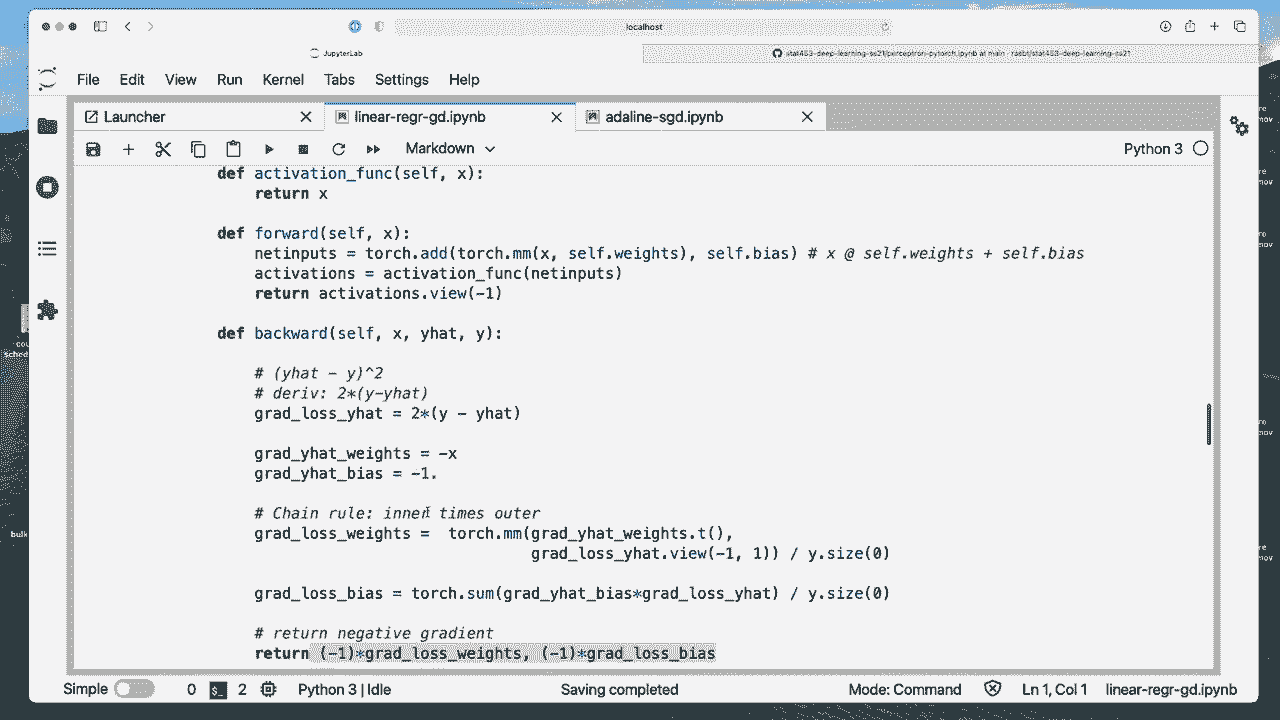 localhost
JupyterLab
stat453-deep-learning-ss21/perceptron-pytorch.ipynb at main · rasbt/stat453-deep-learning-ss21
File Edit View Run Kernel Tabs Settings Help
Launcher linear-regr-gd.ipynb adaline-sgd.ipynb
Markdown Python 3
def activation_func(self, x):
return x
def forward(self, x):
netinputs = torch.add(torch.mm(x, self.weights), self.bias) # x @ self.weights + self.bias
activations = activation_func(netinputs)
return activations.view(-1)
def backward(self, x, yhat, y):
# (yhat - y)^2
# deriv: 2*(y-yhat)
grad_loss_yhat = 2*(y - yhat)
grad_yhat_weights = -x
grad_yhat_bias = -1.
# Chain rule: inner times outer
grad_loss_weights =  torch.mm(grad_yhat_weights.t(),
grad_loss_yhat.view(-1, 1)) / y.size(0)
grad_loss_bias = torch.sum(grad_yhat_bias*grad_loss_yhat) / y.size(0)
# return negative gradient
return (-1)*grad_loss_weights, (-1)*grad_loss_bias
Simple 0 2 Python 3 | Idle Saving completed Mode: Command Ln 1, Col 1 linear-regr-gd.ipynb